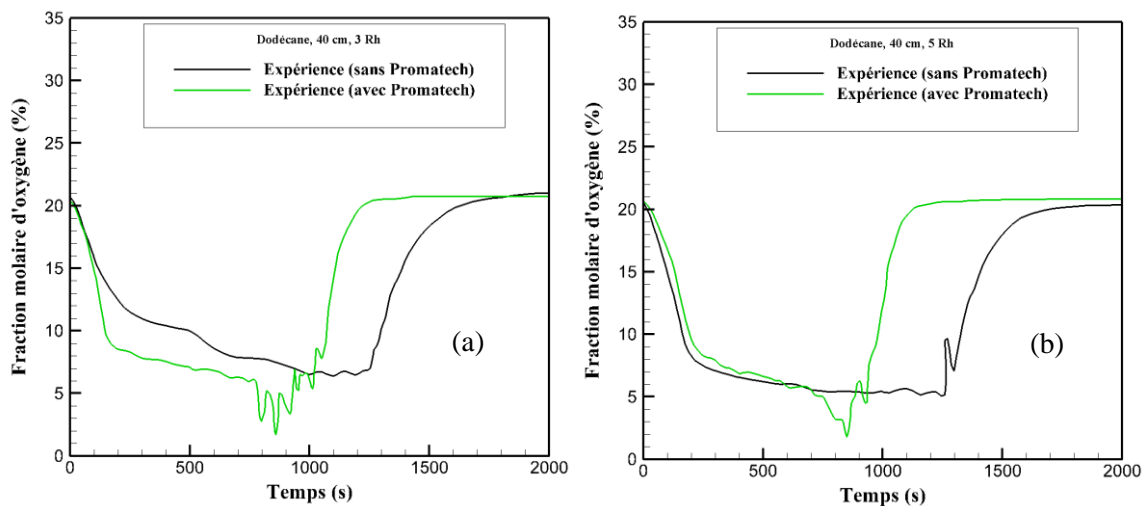 Dodécane, 40 cm, 3 Rh
Expérience (sans Promatech)
Expérience (avec Promatech)
Fraction molaire d'oxygène (%)
35
30
25
20
15
10
5
0
(a)
0 500 1000 1500 2000
Temps (s)
Dodécane, 40 cm, 5 Rh
Expérience (sans Promatech)
Expérience (avec Promatech)
Fraction molaire d'oxygène (%)
35
30
25
20
15
10
5
0
(b)
0 500 1000 1500 2000
Temps (s)